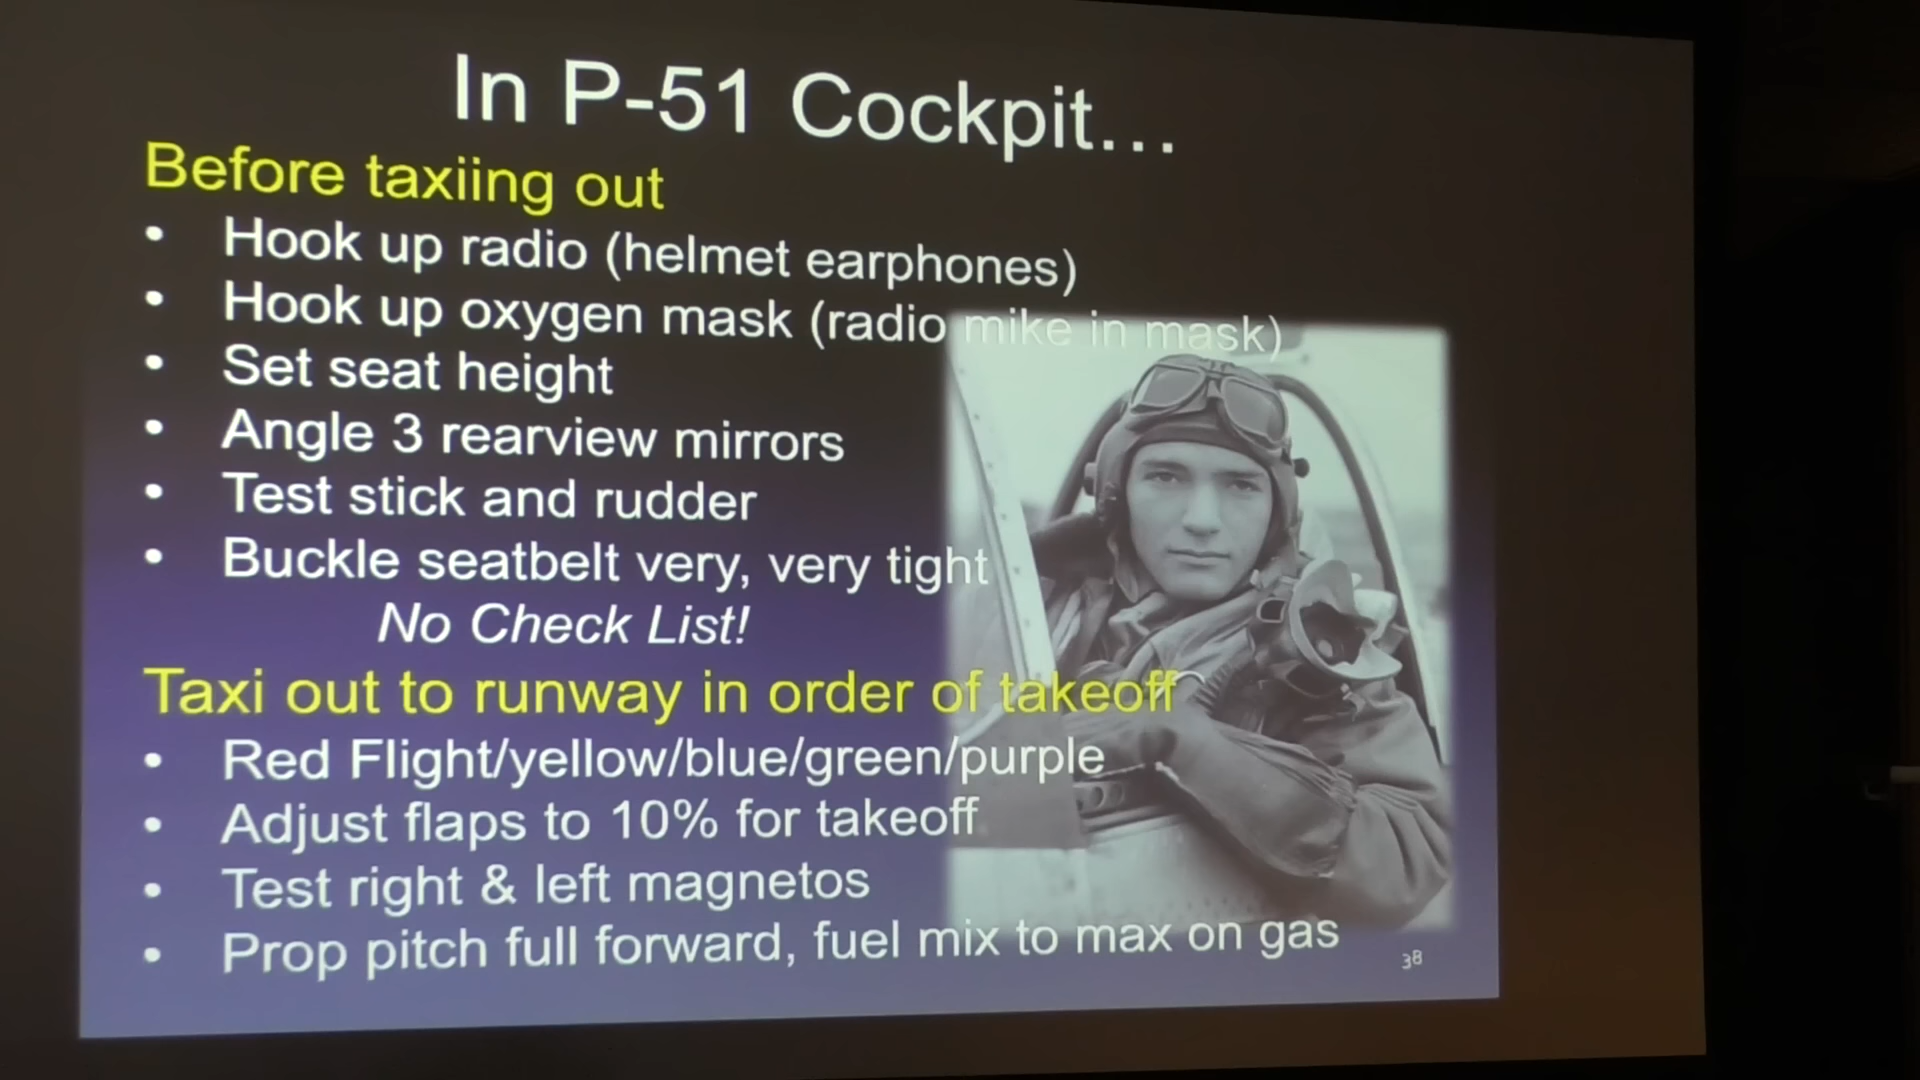 In P-51 Cockpit...
Before taxiing out
• Hook up radio (helmet earphones)
• Hook up oxygen mask (radio mike in mask)
• Set seat height
• Angle 3 rearview mirrors
• Test stick and rudder
• Buckle seatbelt very, very tight
No Check List!
Taxi out to runway in order of takeoff
• Red Flight/yellow/blue/green/purple
• Adjust flaps to 10% for takeoff
• Test right & left magnetos
• Prop pitch full forward, fuel mix to max on gas
38